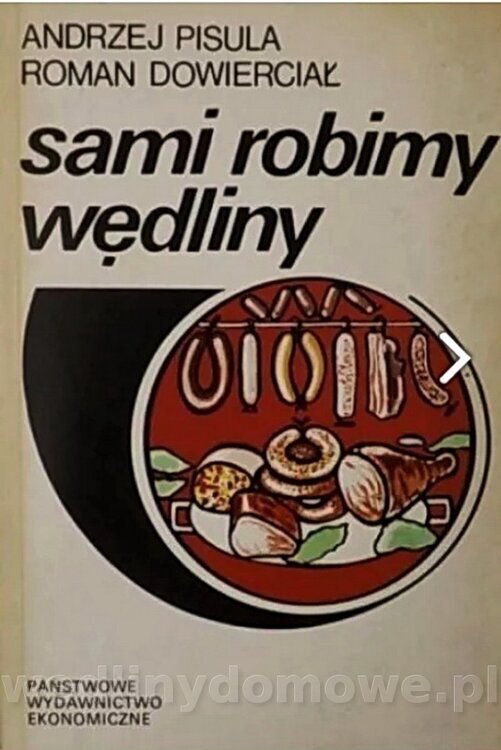 ANDRZEJ PISULA
ROMAN DOWIERCIAŁ
sami robimy
wędliny
PAŃSTWOWE
WYDAWNICTWO
EKONOMICZNE
wedlinydomowe.pl